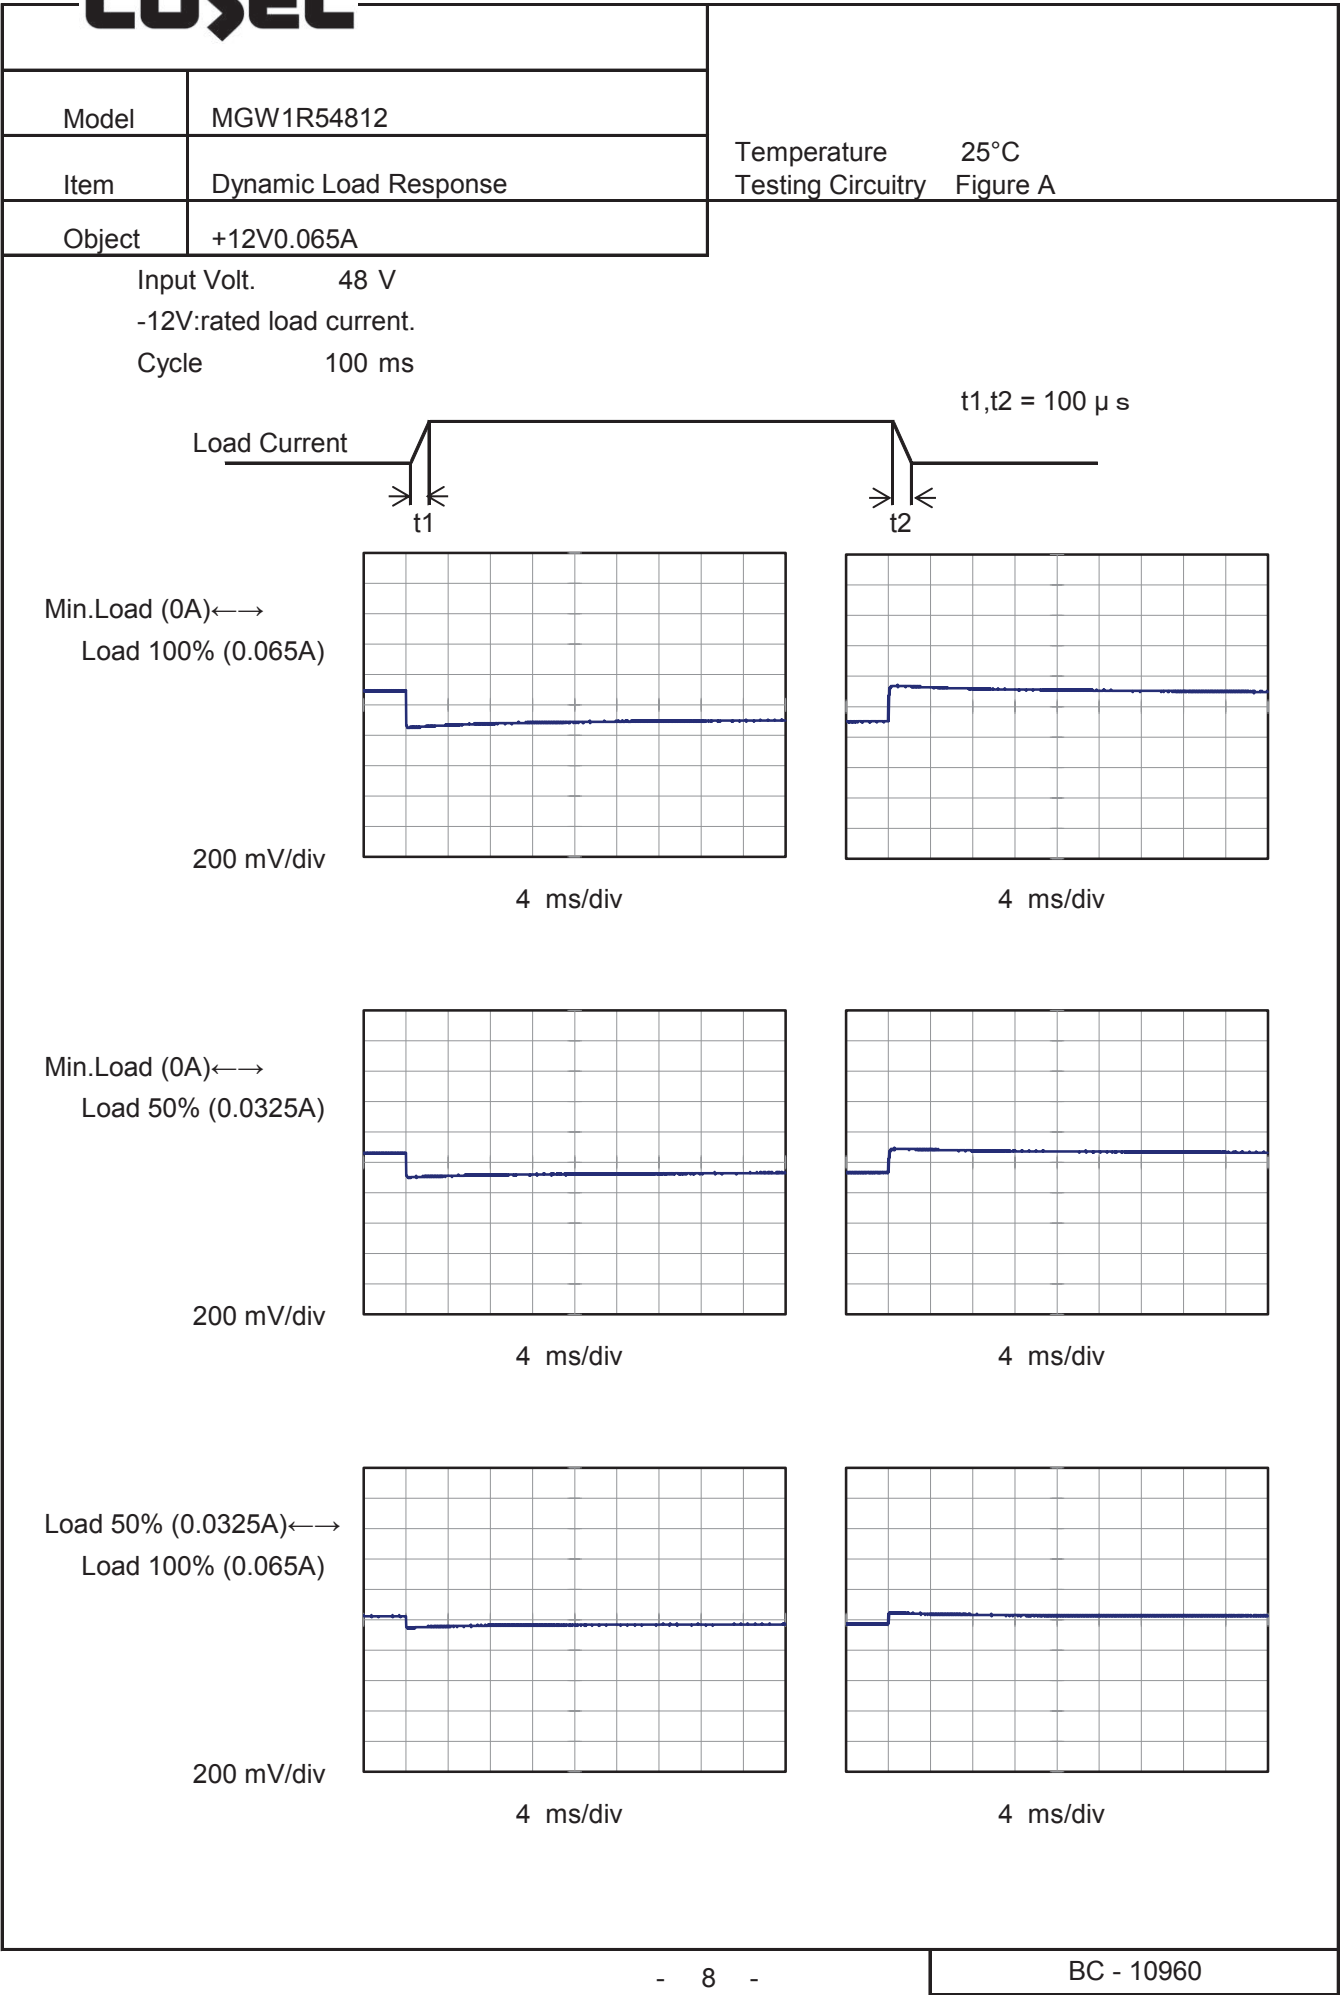 COSEL
Model MGW1R54812
Item Dynamic Load Response
Temperature 25°C
Testing Circuitry Figure A
Object +12V0.065A
Input Volt. 48 V
-12V:rated load current.
Cycle 100 ms
t1,t2 = 100 μs
Load Current
t1 t2
Min.Load (0A)←→
Load 100% (0.065A)
200 mV/div
4 ms/div 4 ms/div
Min.Load (0A)←→
Load 50% (0.0325A)
200 mV/div
4 ms/div 4 ms/div
Load 50% (0.0325A)←→
Load 100% (0.065A)
200 mV/div
4 ms/div 4 ms/div
- 8 -
BC - 10960